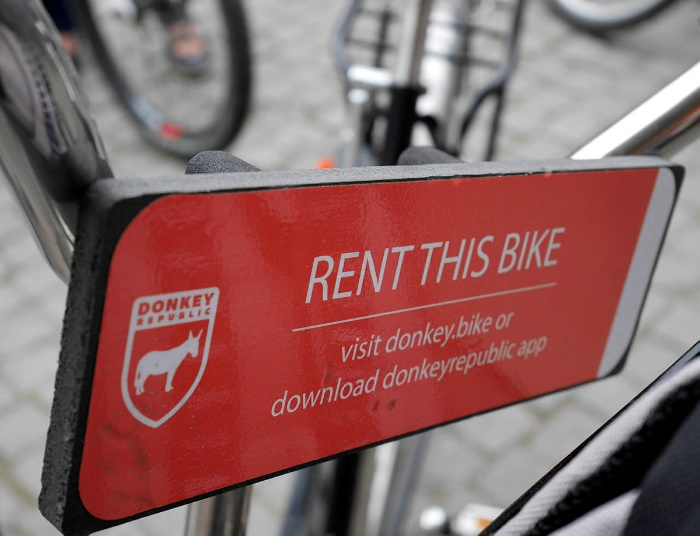 DONKEY
REPUBLIC
RENT THIS BIKE
visit donkey.bike or
download donkeyrepublic app